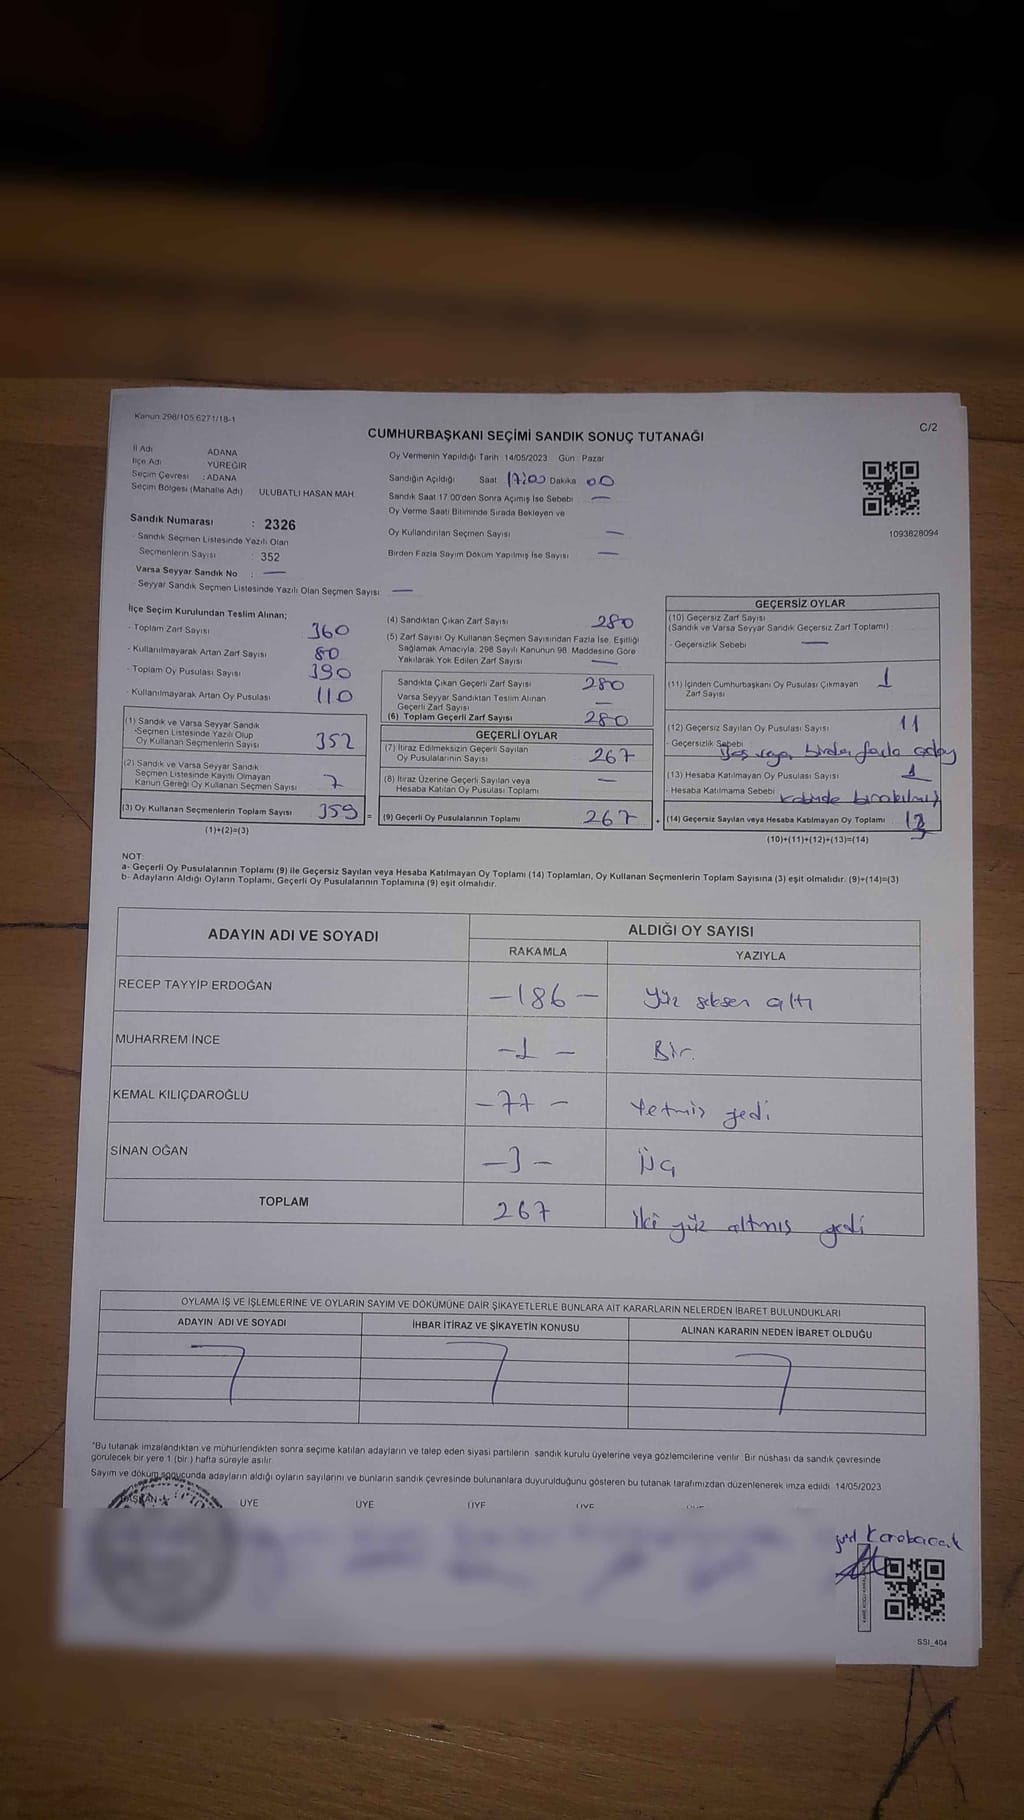 Kanun 298/105 6271/18-1
C/2
CUMHURBAŞKANI SEÇİMİ SANDIK SONUÇ TUTANAĞI
İl Adı ADANA
İlçe Adı YÜREĞİR
Seçim Çevresi : ADANA
Seçim Bölgesi (Mahalle Adı) ULUBATLI HASAN MAH.
Sandık Numarası : 2326
- Sandık Seçmen Listesinde Yazılı Olan
Seçmenlerin Sayısı : 352
Varsa Seyyar Sandık No : —
- Seyyar Sandık Seçmen Listesinde Yazılı Olan Seçmen Sayısı: —
Oy Vermenin Yapıldığı Tarih 14/05/2023 Gün : Pazar
Sandığın Açıldığı Saat 17:00 Dakika 00
Sandık Saat 17.00'den Sonra Açımış İse Sebebi —
Oy Verme Saati Bitiminde Sırada Bekleyen ve
Oy Kullandırılan Seçmen Sayısı —
Birden Fazla Sayım Döküm Yapılmış İse Sayısı —
1093828094
İlçe Seçim Kurulundan Teslim Alınan;
- Toplam Zarf Sayısı 360
- Kullanılmayarak Artan Zarf Sayısı 80
- Toplam Oy Pusulası Sayısı 390
- Kullanılmayarak Artan Oy Pusulası 110
(1) Sandık ve Varsa Seyyar Sandık
-Seçmen Listesinde Yazılı Olup
Oy Kullanan Seçmenlerin Sayısı 352
(2) Sandık ve Varsa Seyyar Sandık
Seçmen Listesinde Kayıtlı Olmayan
Kanun Gereği Oy Kullanan Seçmen Sayısı 7
(3) Oy Kullanan Seçmenlerin Toplam Sayısı 359 =
(1)+(2)=(3)
(4) Sandıktan Çıkan Zarf Sayısı 280
(5) Zarf Sayısı Oy Kullanan Seçmen Sayısından Fazla İse, Eşitliği
Sağlamak Amacıyla, 298 Sayılı Kanunun 98. Maddesine Göre
Yakılarak Yok Edilen Zarf Sayısı —
Sandıkta Çıkan Geçerli Zarf Sayısı 280
Varsa Seyyar Sandıktan Teslim Alınan
Geçerli Zarf Sayısı —
(6) Toplam Geçerli Zarf Sayısı 280
GEÇERLİ OYLAR
(7) İtiraz Edilmeksizin Geçerli Sayılan
Oy Pusulalarının Sayısı 267
(8) İtiraz Üzerine Geçerli Sayılan veya
Hesaba Katılan Oy Pusulası Toplamı —
(9) Geçerli Oy Pusulalarının Toplamı 267 +
GEÇERSİZ OYLAR
(10) Geçersiz Zarf Sayısı
(Sandık ve Varsa Seyyar Sandık Geçersiz Zarf Toplamı) :
- Geçersizlik Sebebi —
(11) İçinden Cumhurbaşkanı Oy Pusulası Çıkmayan
Zarf Sayısı 1
(12) Geçersiz Sayılan Oy Pusulası Sayısı 11
- Geçersizlik Sebebi Boş veya birden fazla aday
(13) Hesaba Katılmayan Oy Pusulası Sayısı 1
- Hesaba Katılmama Sebebi Kabinde bırakılmış
(14) Geçersiz Sayılan veya Hesaba Katılmayan Oy Toplamı 13
(10)+(11)+(12)+(13)=(14)
NOT:
a- Geçerli Oy Pusulalarının Toplamı (9) ile Geçersiz Sayılan veya Hesaba Katılmayan Oy Toplamı (14) Toplamları, Oy Kullanan Seçmenlerin Toplam Sayısına (3) eşit olmalıdır. (9)+(14)=(3)
b- Adayların Aldığı Oyların Toplamı, Geçerli Oy Pusulalarının Toplamına (9) eşit olmalıdır.
ADAYIN ADI VE SOYADI ALDIĞI OY SAYISI
RAKAMLA YAZIYLA
RECEP TAYYİP ERDOĞAN -186- Yüz seksen altı
MUHARREM İNCE -1- Bir.
KEMAL KILIÇDAROĞLU -77- Yetmiş yedi
SİNAN OĞAN -3- Üç
TOPLAM 267 iki yüz altmış yedi
OYLAMA İŞ VE İŞLEMLERİNE VE OYLARIN SAYIM VE DÖKÜMÜNE DAİR ŞİKAYETLERLE BUNLARA AİT KARARLARIN NELERDEN İBARET BULUNDUKLARI
ADAYIN ADI VE SOYADI İHBAR İTİRAZ VE ŞİKAYETİN KONUSU ALINAN KARARIN NEDEN İBARET OLDUĞU
*Bu tutanak imzalandıktan ve mühürlendikten sonra seçime katılan adayların ve talep eden siyasi partilerin sandık kurulu üyelerine veya gözlemcilerine verilir. Bir nüshası da sandık çevresinde
görülecek bir yere 1 (bir) hafta süreyle asılır.
Sayım ve döküm sonucunda adayların aldığı oyların sayılarını ve bunların sandık çevresinde bulunanlara duyurulduğunu gösteren bu tutanak tarafımızdan düzenlenerek imza edildi. 14/05/2023
BAŞKAN ÜYE ÜYE ÜYE ÜYE
Karabacak
SSI_404